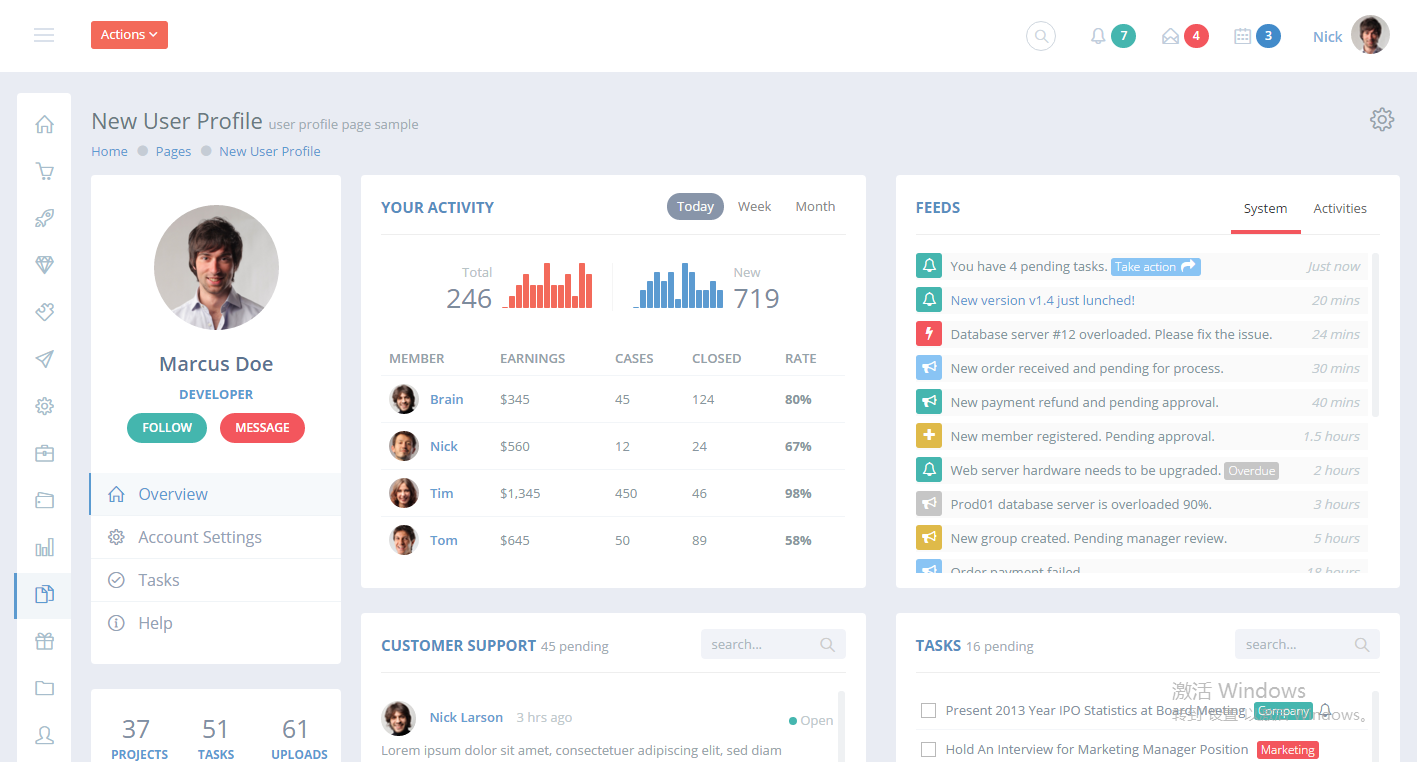 Actions
7
4
3
Nick
New User Profile user profile page sample
Home Pages New User Profile
Marcus Doe
DEVELOPER
FOLLOW MESSAGE
Overview
Account Settings
Tasks
Help
37 51 61
PROJECTS TASKS UPLOADS
YOUR ACTIVITY Today Week Month
Total
246
New
719
MEMBER EARNINGS CASES CLOSED RATE
Brain $345 45 124 80%
Nick $560 12 24 67%
Tim $1,345 450 46 98%
Tom $645 50 89 58%
FEEDS System Activities
You have 4 pending tasks. Take action Just now
New version v1.4 just lunched! 20 mins
Database server #12 overloaded. Please fix the issue. 24 mins
New order received and pending for process. 30 mins
New payment refund and pending approval. 40 mins
New member registered. Pending approval. 1.5 hours
Web server hardware needs to be upgraded. Overdue 2 hours
Prod01 database server is overloaded 90%. 3 hours
New group created. Pending manager review. 5 hours
Order payment failed 18 hours
CUSTOMER SUPPORT 45 pending search...
Nick Larson 3 hrs ago Open
Lorem ipsum dolor sit amet, consectetuer adipiscing elit, sed diam
TASKS 16 pending search...
激活 Windows
Present 2013 Year IPO Statistics at Board Meeting Company
转到"设置"以激活 Windows。
Hold An Interview for Marketing Manager Position Marketing